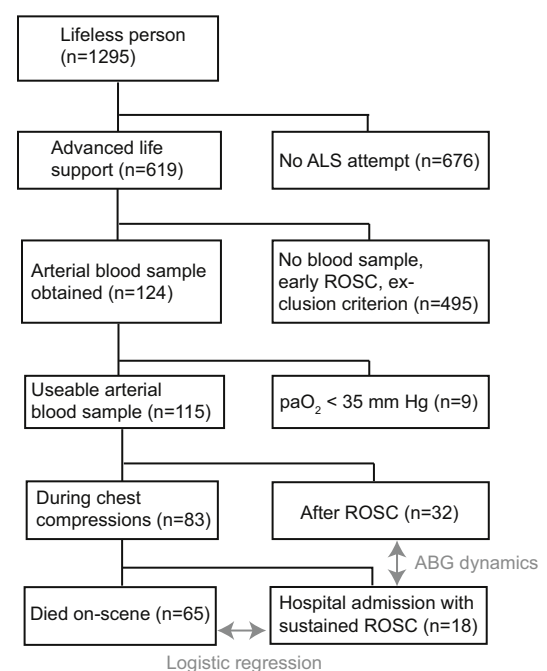 Lifeless person
(n=1295)
Advanced life
support (n=619)
No ALS attempt (n=676)
Arterial blood sample
obtained (n=124)
No blood sample,
early ROSC, ex-
clusion criterion
(n=495)
Useable arterial
blood sample (n=115)
paO₂ < 35 mm Hg (n=9)
During chest
compressions (n=83)
After ROSC (n=32)
ABG dynamics
Died on-scene (n=65)
Hospital admission with
sustained ROSC (n=18)
Logistic regression